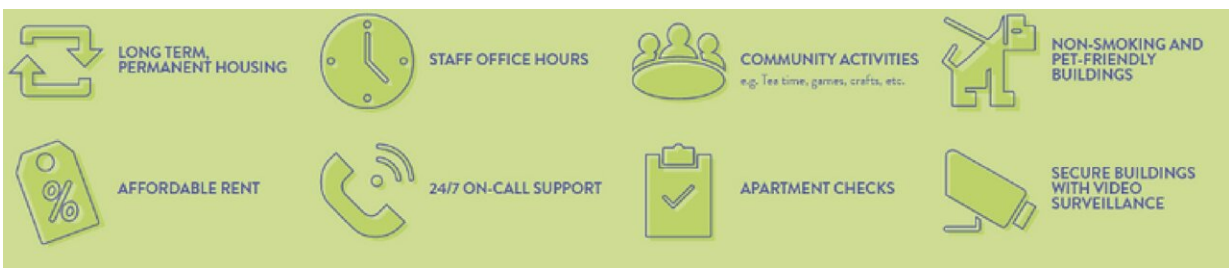 LONG TERM,
PERMANENT HOUSING
STAFF OFFICE HOURS
COMMUNITY ACTIVITIES
e.g. Tea time, games, crafts, etc.
NON-SMOKING AND
PET-FRIENDLY
BUILDINGS
%
AFFORDABLE RENT
24/7 ON-CALL SUPPORT
APARTMENT CHECKS
SECURE BUILDINGS
WITH VIDEO
SURVEILLANCE